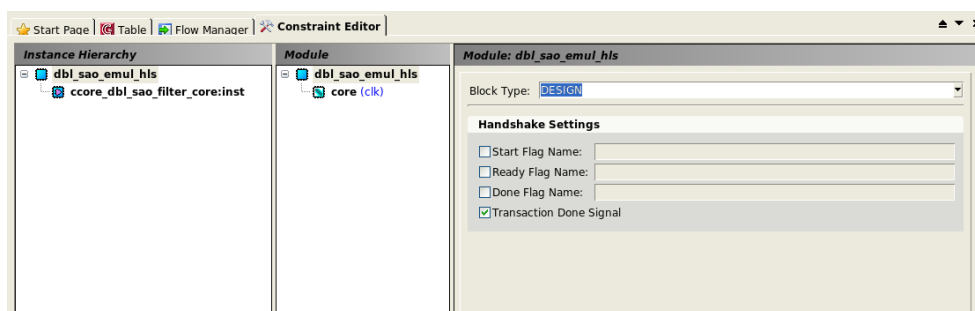 Start Page Table Flow Manager Constraint Editor
Instance Hierarchy
dbl_sao_emul_hls
ccore_dbl_sao_filter_core:inst
Module
dbl_sao_emul_hls
core (clk)
Module: dbl_sao_emul_hls
Block Type: DESIGN
Handshake Settings
Start Flag Name:
Ready Flag Name:
Done Flag Name:
Transaction Done Signal